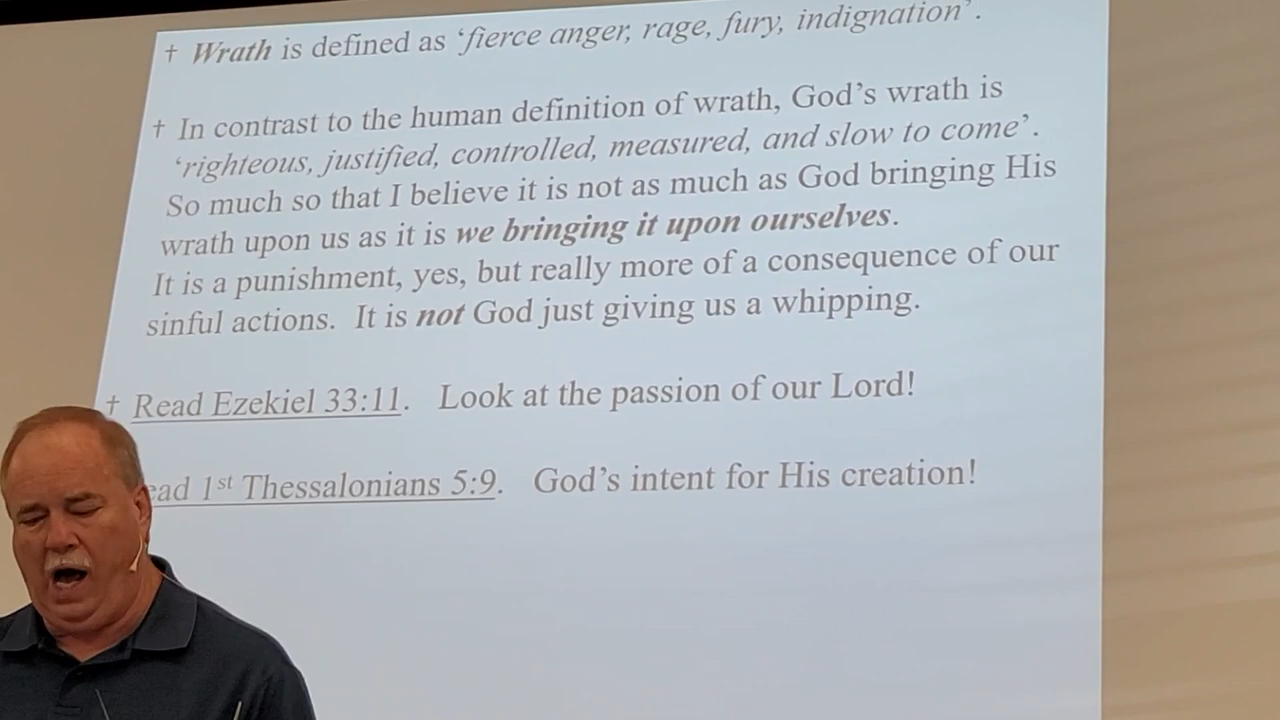 † Wrath is defined as ‘fierce anger, rage, fury, indignation’.
† In contrast to the human definition of wrath, God’s wrath is
‘righteous, justified, controlled, measured, and slow to come’.
So much so that I believe it is not as much as God bringing His
wrath upon us as it is we bringing it upon ourselves.
It is a punishment, yes, but really more of a consequence of our
sinful actions. It is not God just giving us a whipping.
† Read Ezekiel 33:11. Look at the passion of our Lord!
ead 1st Thessalonians 5:9. God’s intent for His creation!